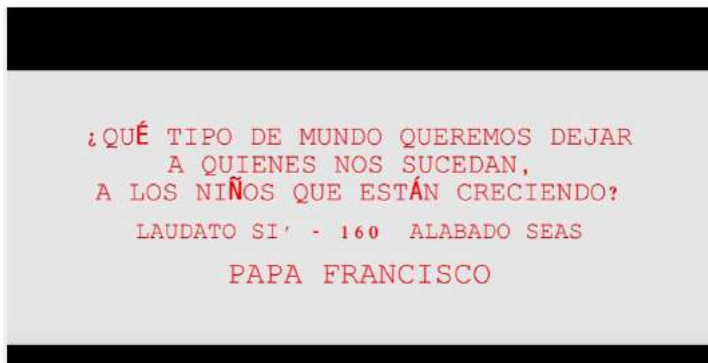 ¿QUÉ TIPO DE MUNDO QUEREMOS DEJAR
A QUIENES NOS SUCEDAN,
A LOS NIÑOS QUE ESTÁN CRECIENDO?
LAUDATO SI' - 160 ALABADO SEAS
PAPA FRANCISCO